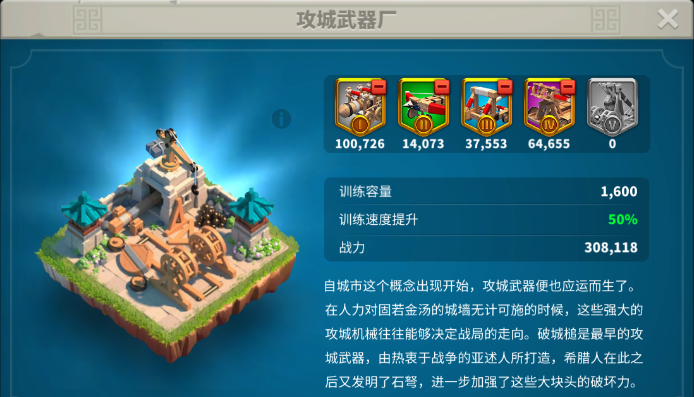 攻城武器厂
I II III IV V
100,726 14,073 37,553 64,655 0
训练容量 1,600
训练速度提升 50%
战力 308,118
自城市这个概念出现开始，攻城武器便也应运而生了。
在人力对固若金汤的城墙无计可施的时候，这些强大的
攻城机械往往能够决定战局的走向。破城槌是最早的攻
城武器，由热衷于战争的亚述人所打造，希腊人在此之
后又发明了石弩，进一步加强了这些大块头的破坏力。